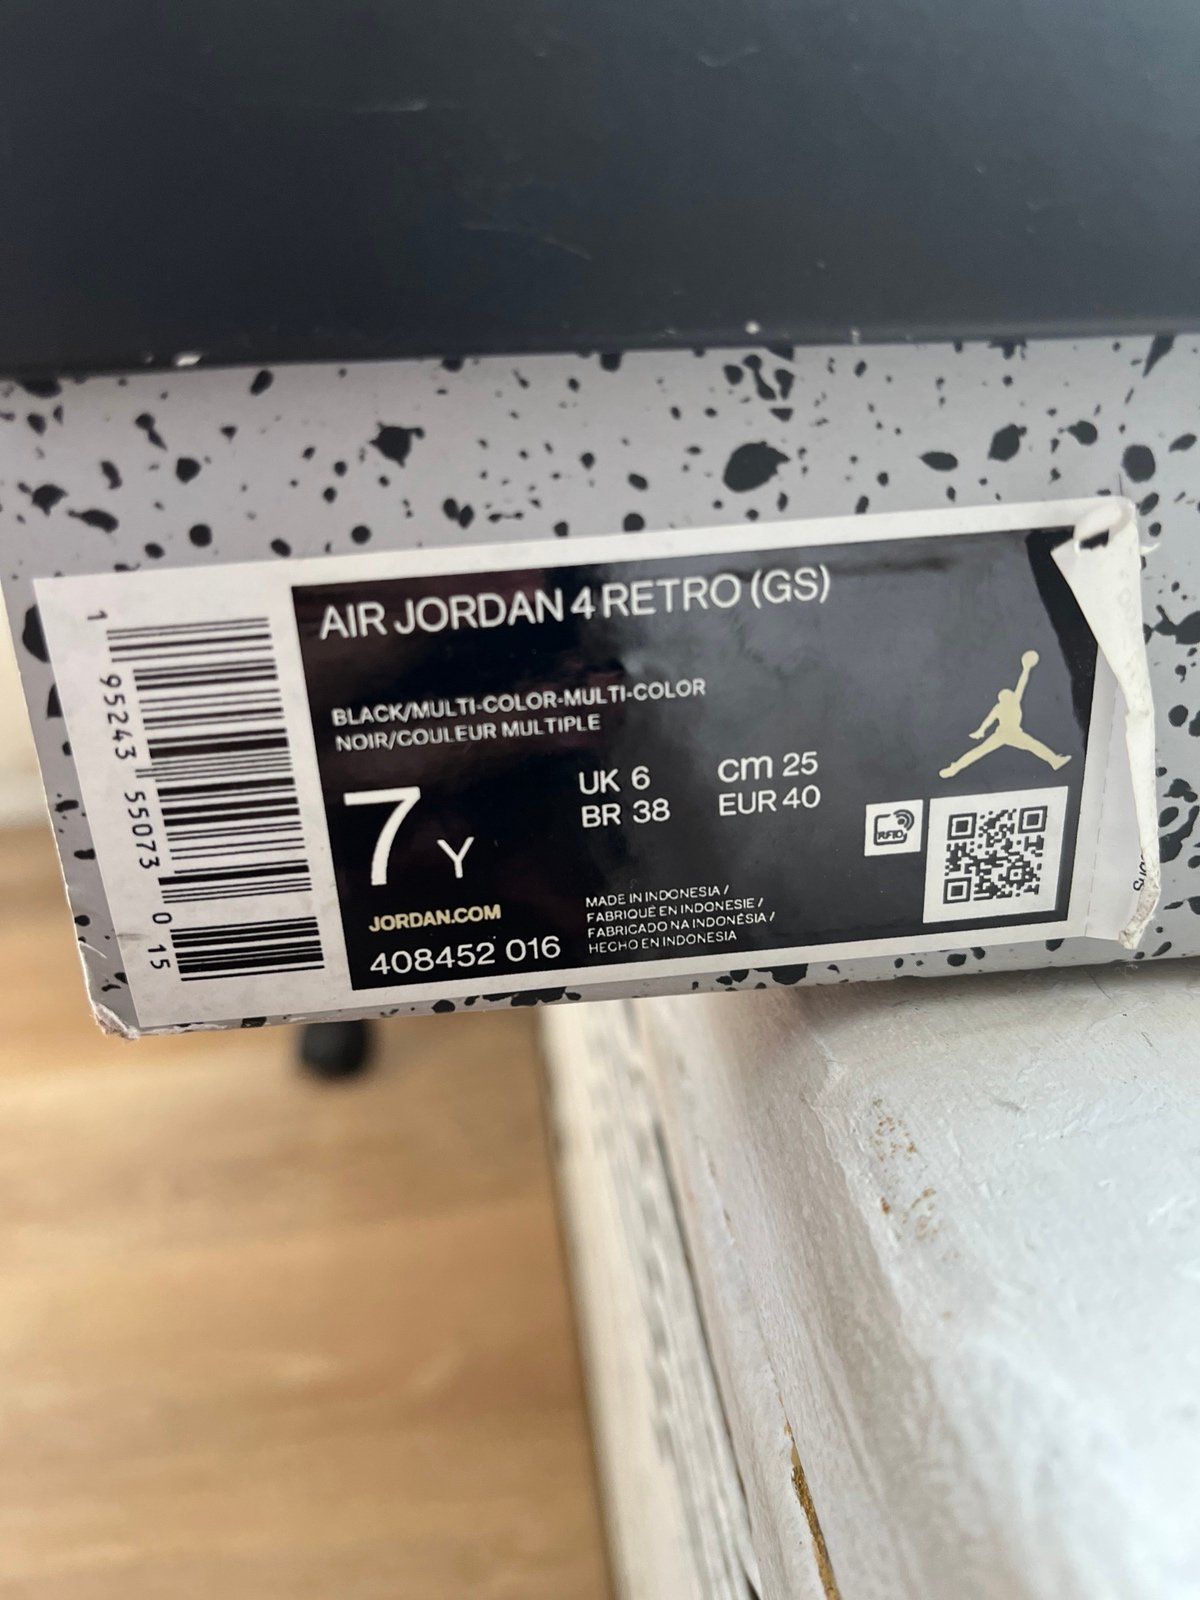 AIR JORDAN 4 RETRO (GS)
BLACK/MULTI-COLOR-MULTI-COLOR
NOIR/COULEUR MULTIPLE
7 Y
UK 6 cm 25
BR 38 EUR 40
JORDAN.COM
408452 016
MADE IN INDONESIA /
FABRIQUÉ EN INDONESIE /
FABRICADO NA INDONÉSIA /
HECHO EN INDONESIA
RFID
1 95243 55073 0 15